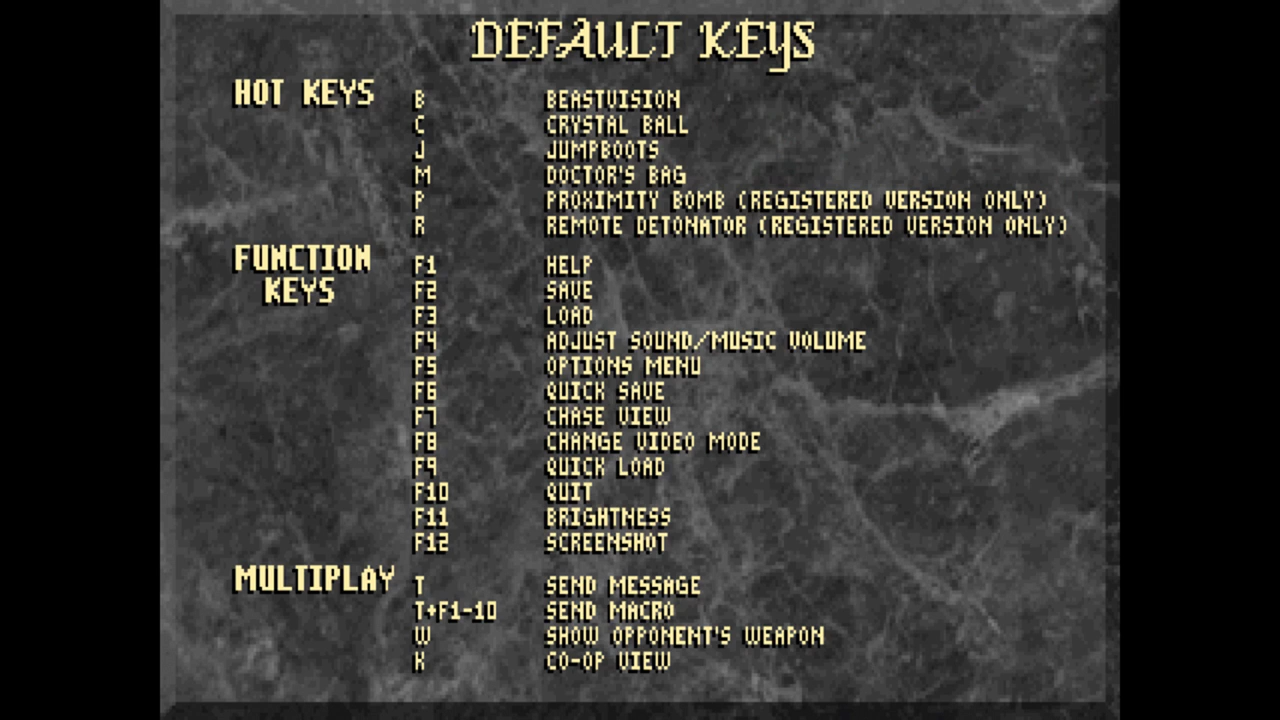 DEFAULT KEYS
HOT KEYS B BEASTVISION
C CRYSTAL BALL
J JUMPBOOTS
M DOCTOR'S BAG
P PROXIMITY BOMB (REGISTERED VERSION ONLY)
R REMOTE DETONATOR (REGISTERED VERSION ONLY)
FUNCTION KEYS F1 HELP
F2 SAVE
F3 LOAD
F4 ADJUST SOUND/MUSIC VOLUME
F5 OPTIONS MENU
F6 QUICK SAVE
F7 CHASE VIEW
F8 CHANGE VIDEO MODE
F9 QUICK LOAD
F10 QUIT
F11 BRIGHTNESS
F12 SCREENSHOT
MULTIPLAY T SEND MESSAGE
T+F1-10 SEND MACRO
W SHOW OPPONENT'S WEAPON
K CO-OP VIEW